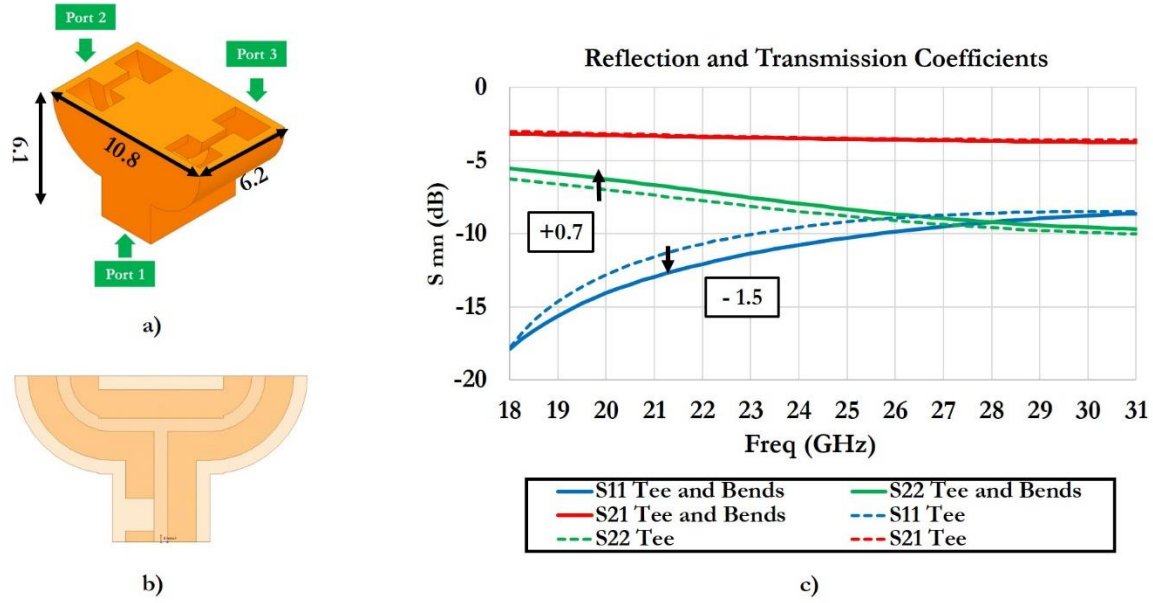 Port 2
Port 3
6.1
10.8
6.2
Port 1
a)
b)
Reflection and Transmission Coefficients
S mn (dB)
0
-5
-10
-15
-20
+0.7
- 1.5
18 19 20 21 22 23 24 25 26 27 28 29 30 31
Freq (GHz)
S11 Tee and Bends S22 Tee and Bends
S21 Tee and Bends S11 Tee
S22 Tee S21 Tee
c)